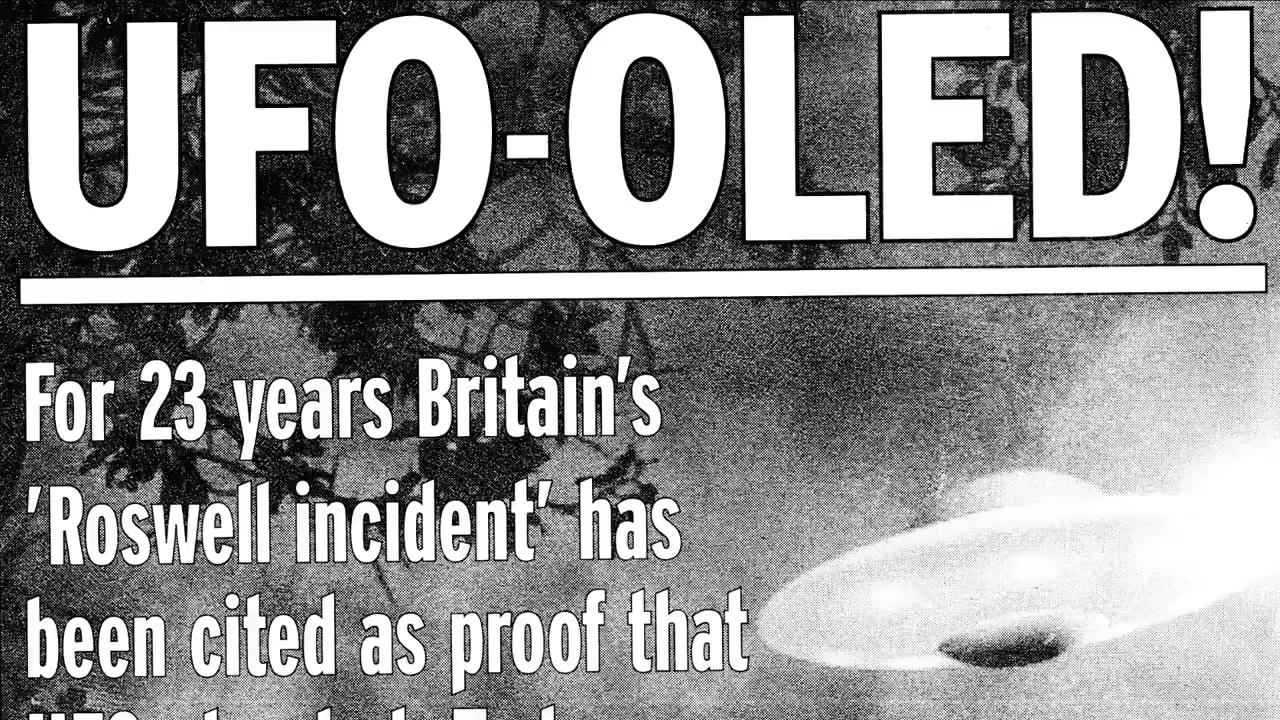 UFO-OLED!
For 23 years Britain's
'Roswell incident' has
been cited as proof that